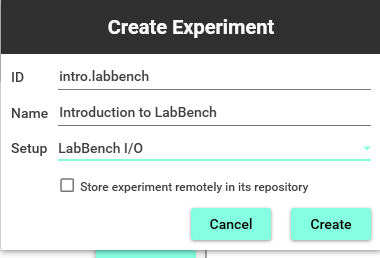 Create Experiment
ID intro.labbench
Name Introduction to LabBench
Setup LabBench I/O
Store experiment remotely in its repository
Cancel Create